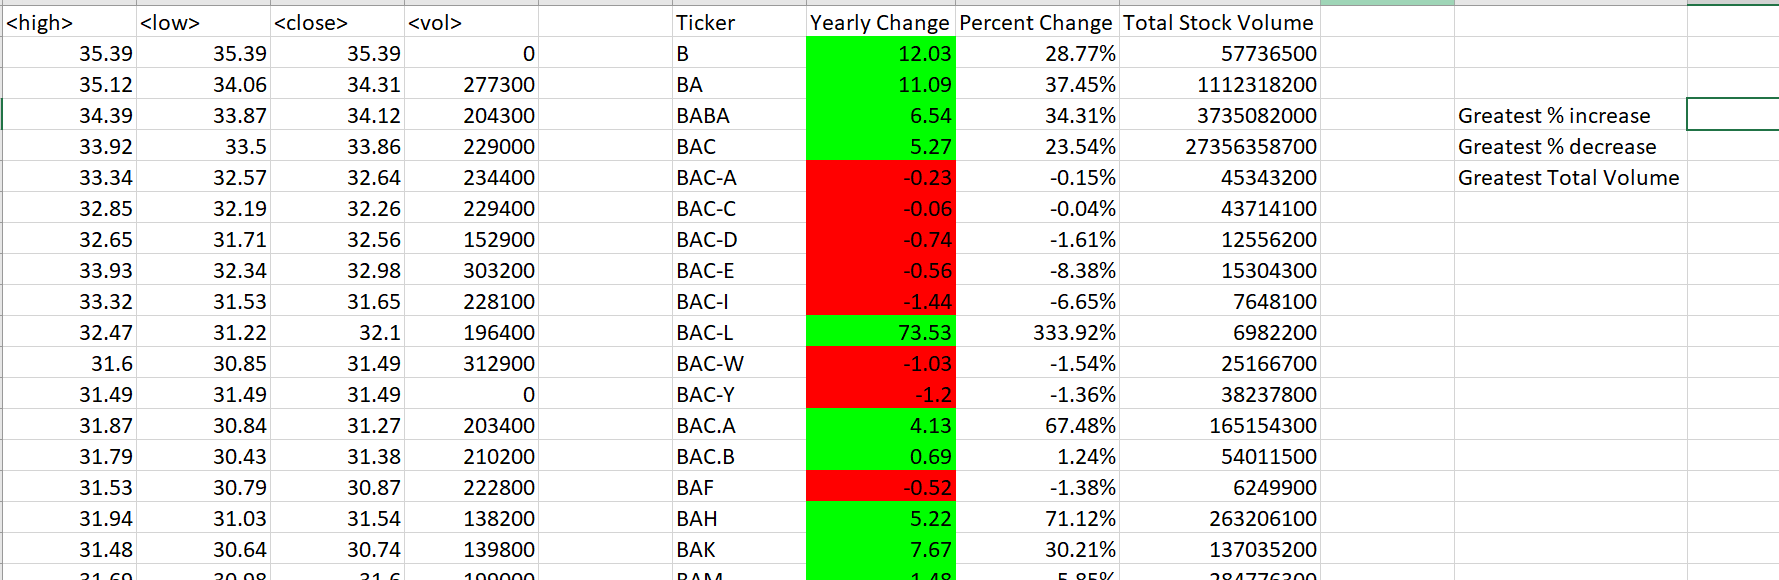 <high> <low> <close> <vol> Ticker Yearly Change Percent Change Total Stock Volume
35.39 35.39 35.39 0 B 12.03 28.77% 57736500
35.12 34.06 34.31 277300 BA 11.09 37.45% 1112318200
34.39 33.87 34.12 204300 BABA 6.54 34.31% 3735082000 Greatest % increase
33.92 33.5 33.86 229000 BAC 5.27 23.54% 27356358700 Greatest % decrease
33.34 32.57 32.64 234400 BAC-A -0.23 -0.15% 45343200 Greatest Total Volume
32.85 32.19 32.26 229400 BAC-C -0.06 -0.04% 43714100
32.65 31.71 32.56 152900 BAC-D -0.74 -1.61% 12556200
33.93 32.34 32.98 303200 BAC-E -0.56 -8.38% 15304300
33.32 31.53 31.65 228100 BAC-I -1.44 -6.65% 7648100
32.47 31.22 32.1 196400 BAC-L 73.53 333.92% 6982200
31.6 30.85 31.49 312900 BAC-W -1.03 -1.54% 25166700
31.49 31.49 31.49 0 BAC-Y -1.2 -1.36% 38237800
31.87 30.84 31.27 203400 BAC.A 4.13 67.48% 165154300
31.79 30.43 31.38 210200 BAC.B 0.69 1.24% 54011500
31.53 30.79 30.87 222800 BAF -0.52 -1.38% 6249900
31.94 31.03 31.54 138200 BAH 5.22 71.12% 263206100
31.48 30.64 30.74 139800 BAK 7.67 30.21% 137035200